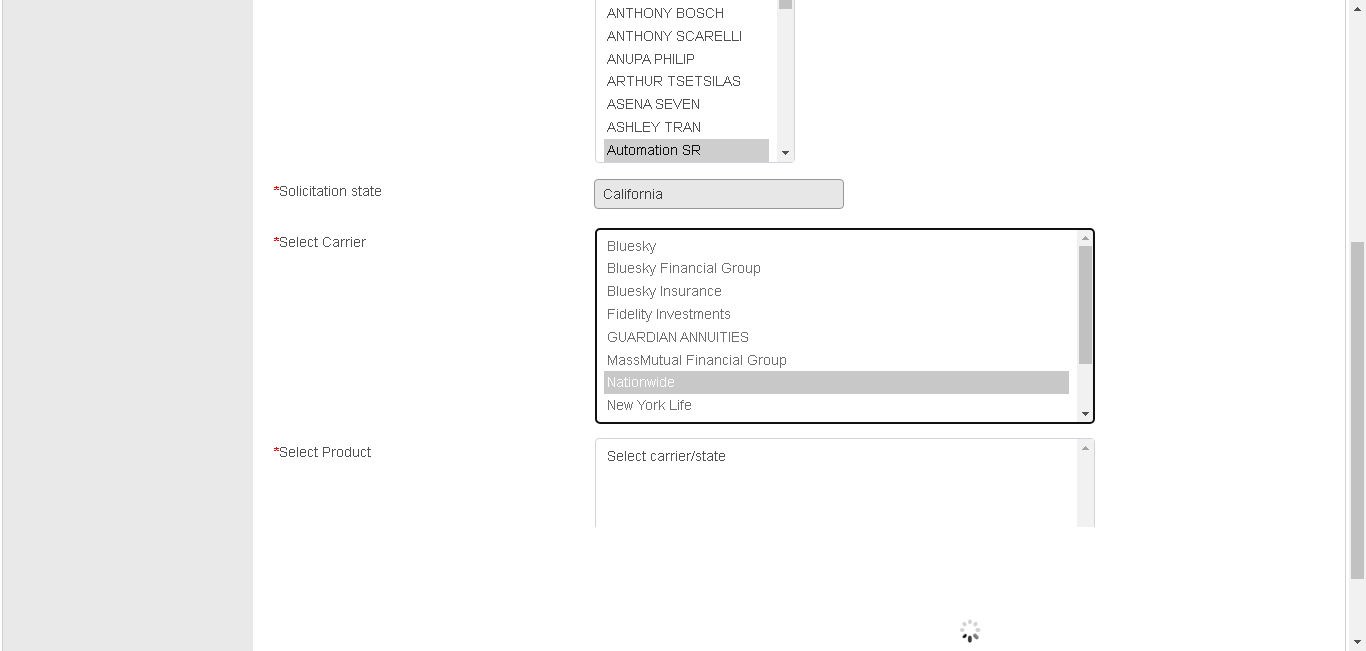 ANTHONY BOSCH
ANTHONY SCARELLI
ANUPA PHILIP
ARTHUR TSETSILAS
ASENA SEVEN
ASHLEY TRAN
Automation SR
*Solicitation state
California
*Select Carrier
Bluesky
Bluesky Financial Group
Bluesky Insurance
Fidelity Investments
GUARDIAN ANNUITIES
MassMutual Financial Group
Nationwide
New York Life
*Select Product
Select carrier/state